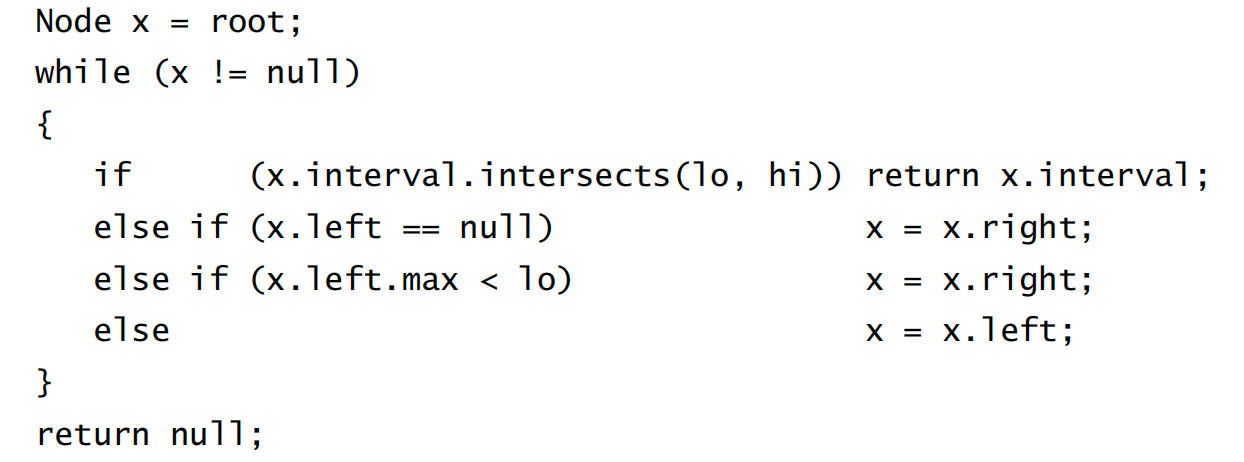 Node x = root;
while (x != null)
{
   if      (x.interval.intersects(lo, hi)) return x.interval;
   else if (x.left == null)                x = x.right;
   else if (x.left.max < lo)               x = x.right;
   else                                    x = x.left;
}
return null;